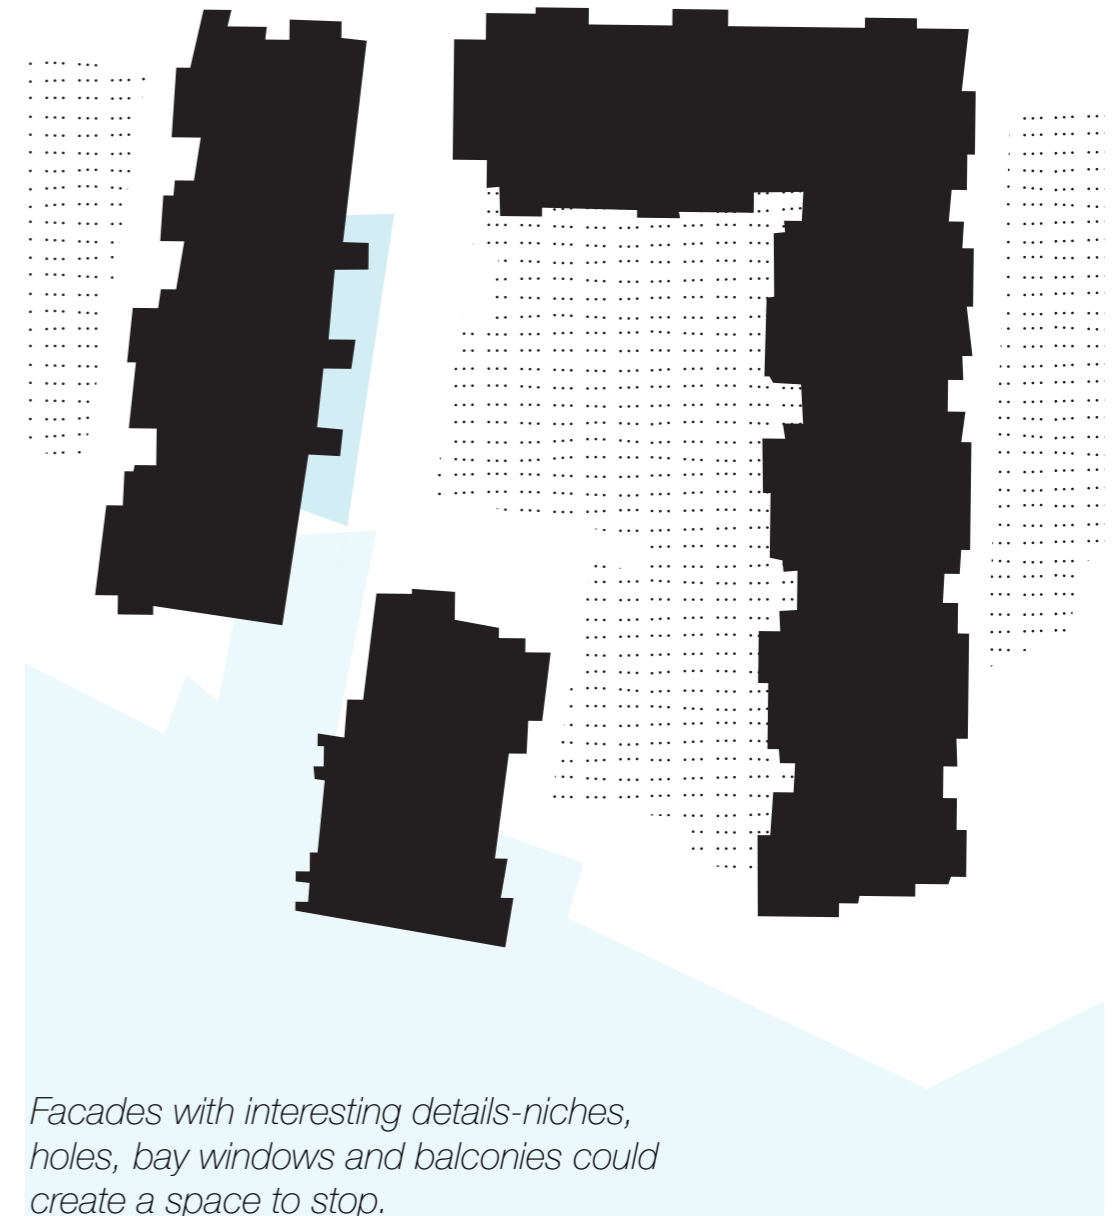 Facades with interesting details-niches,
holes, bay windows and balconies could
create a space to stop.